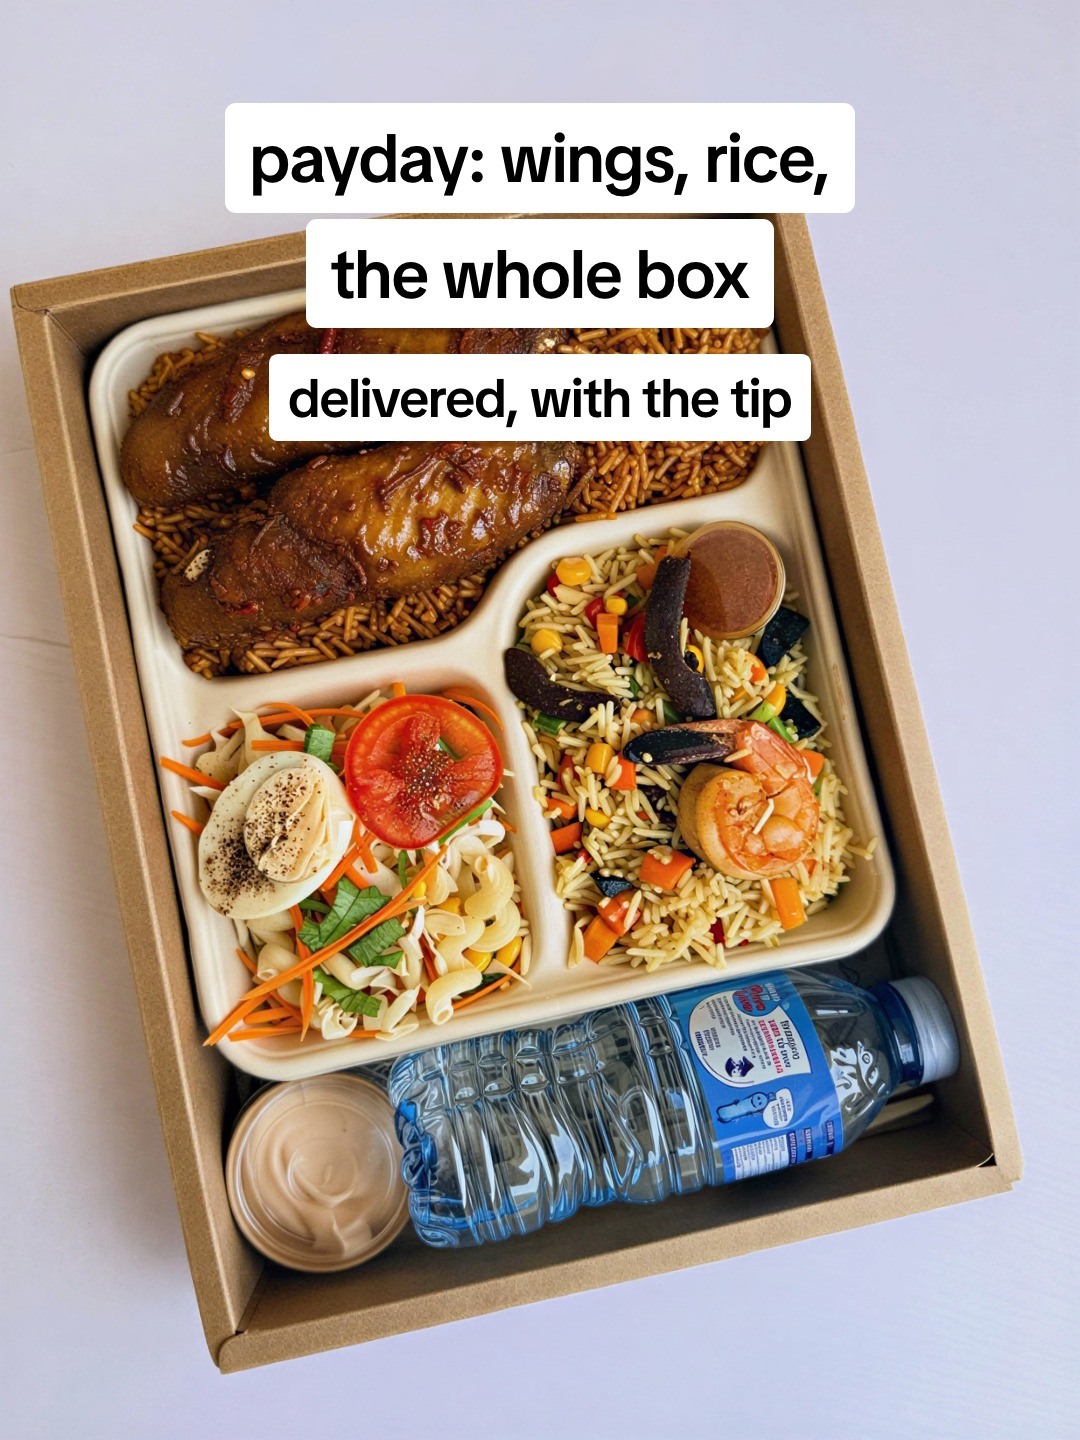 payday: wings, rice,
the whole box
delivered, with the tip